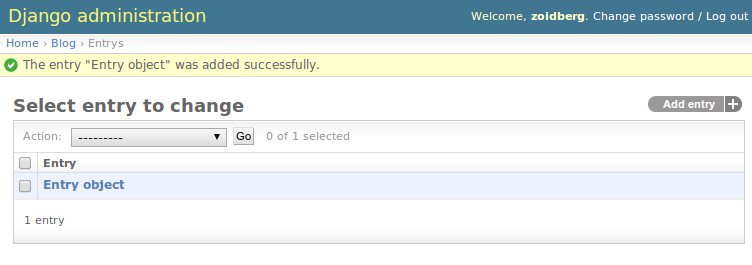 Django administration
Welcome, zoidberg. Change password / Log out
Home › Blog › Entrys
The entry "Entry object" was added successfully.
Select entry to change
Add entry +
Action: --------- Go 0 of 1 selected
Entry
Entry object
1 entry